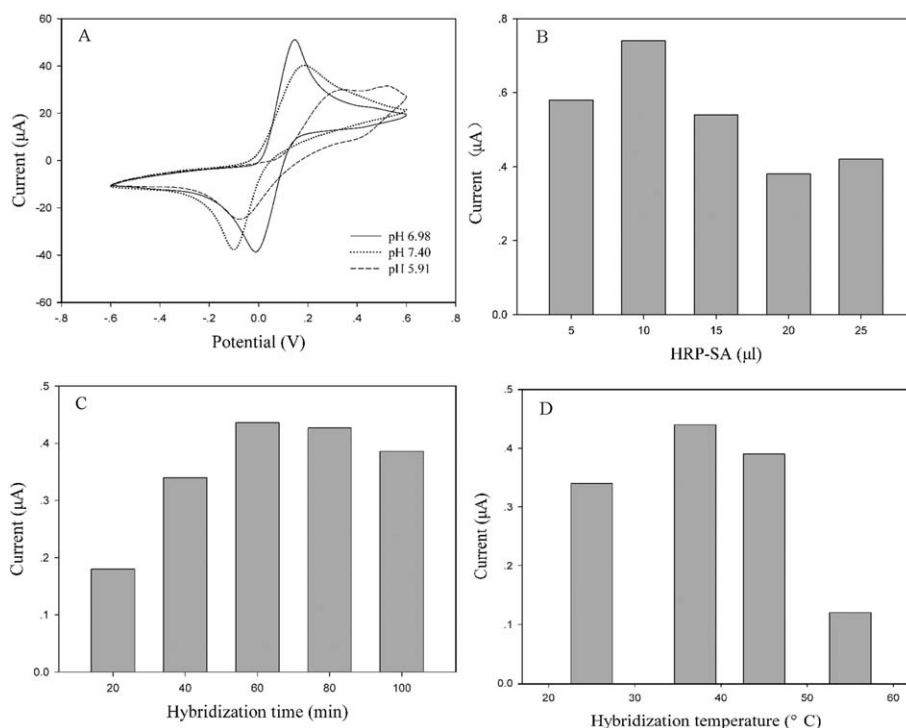 A
60
40
20
0
-20
-40
-60
Current (μA)
-.8 -.6 -.4 -.2 0.0 .2 .4 .6 .8
Potential (V)
pH 6.98
pH 7.40
pH 5.91
B
.8
.6
.4
.2
0.0
Current (μA)
5 10 15 20 25
HRP-SA (μl)
C
.5
.4
.3
.2
.1
0.0
Current (μA)
20 40 60 80 100
Hybridization time (min)
D
.5
.4
.3
.2
.1
0.0
Current (μA)
20 30 40 50 60
Hybridization temperature (° C)